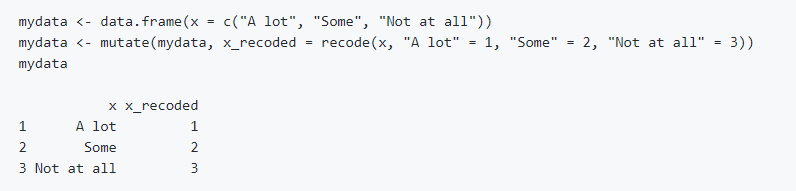 mydata <- data.frame(x = c("A lot", "Some", "Not at all"))
mydata <- mutate(mydata, x_recoded = recode(x, "A lot" = 1, "Some" = 2, "Not at all" = 3))
mydata
x x_recoded
1 A lot 1
2 Some 2
3 Not at all 3